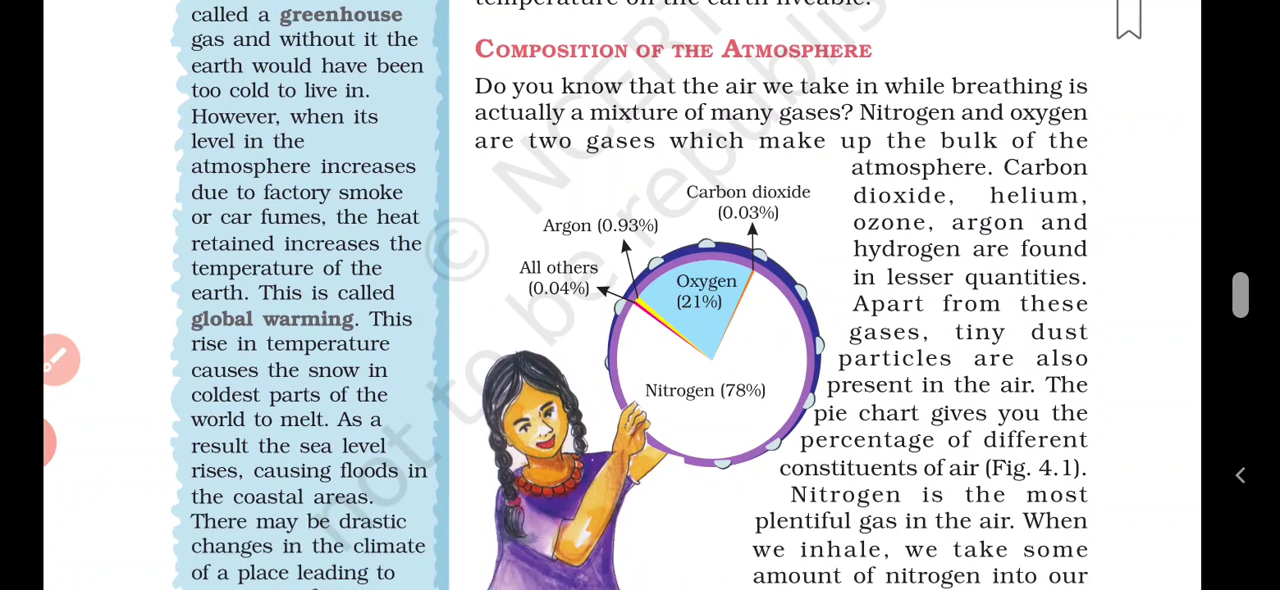 called a greenhouse
gas and without it the
earth would have been
too cold to live in.
However, when its
level in the
atmosphere increases
due to factory smoke
or car fumes, the heat
retained increases the
temperature of the
earth. This is called
global warming. This
rise in temperature
causes the snow in
coldest parts of the
world to melt. As a
result the sea level
rises, causing floods in
the coastal areas.
There may be drastic
changes in the climate
of a place leading to
temperature on the earth liveable.
COMPOSITION OF THE ATMOSPHERE
Do you know that the air we take in while breathing is
actually a mixture of many gases? Nitrogen and oxygen
are two gases which make up the bulk of the
atmosphere. Carbon
dioxide, helium,
ozone, argon and
hydrogen are found
in lesser quantities.
Apart from these
gases, tiny dust
particles are also
present in the air. The
pie chart gives you the
percentage of different
constituents of air (Fig. 4.1).
Nitrogen is the most
plentiful gas in the air. When
we inhale, we take some
amount of nitrogen into our
Carbon dioxide
(0.03%)
Argon (0.93%)
All others
(0.04%)
Oxygen
(21%)
Nitrogen (78%)
© NCERT
not to be republis